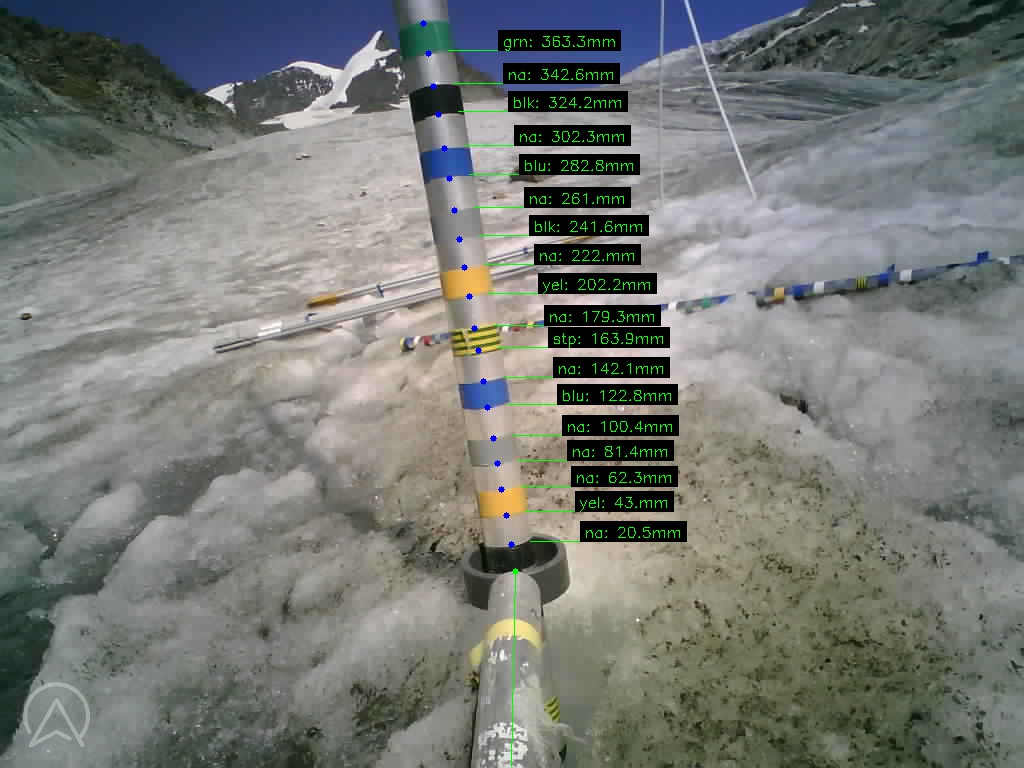 grn: 363.3mm
na: 342.6mm
blk: 324.2mm
na: 302.3mm
blu: 282.8mm
na: 261.mm
blk: 241.6mm
na: 222.mm
yel: 202.2mm
na: 179.3mm
stp: 163.9mm
na: 142.1mm
blu: 122.8mm
na: 100.4mm
na: 81.4mm
na: 62.3mm
yel: 43.mm
na: 20.5mm